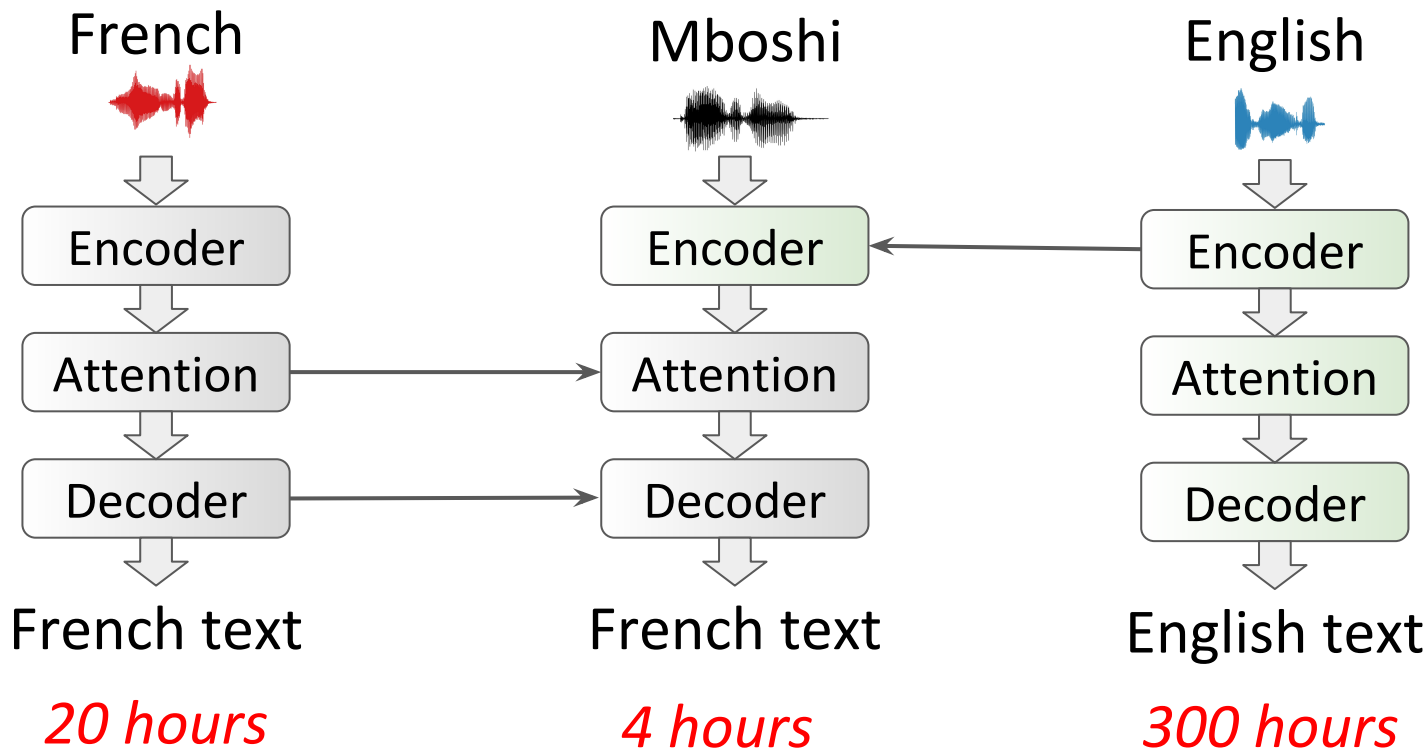 French
Mboshi
English
Encoder
Encoder
Encoder
Attention
Attention
Attention
Decoder
Decoder
Decoder
French text
French text
English text
20 hours
4 hours
300 hours